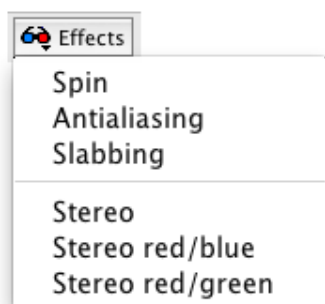 Effects
Spin
Antialiasing
Slabbing
Stereo
Stereo red/blue
Stereo red/green